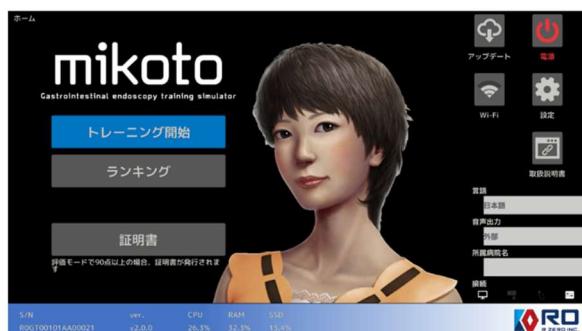 ホーム
mikoto
Gastrointestinal endoscopy training simulator
トレーニング開始
ランキング
証明書
評価モードで90点以上の場合、証明書が発行されま
す
アップデート
電源
Wi-Fi
設定
取扱説明書
言語
日本語
音声出力
外部
所属病院名
接続
S/N ver. CPU RAM SSD
R0GT00101AA00021 v2.0.0 26.3% 32.3% 15.4%
RO
R ZERO INC.